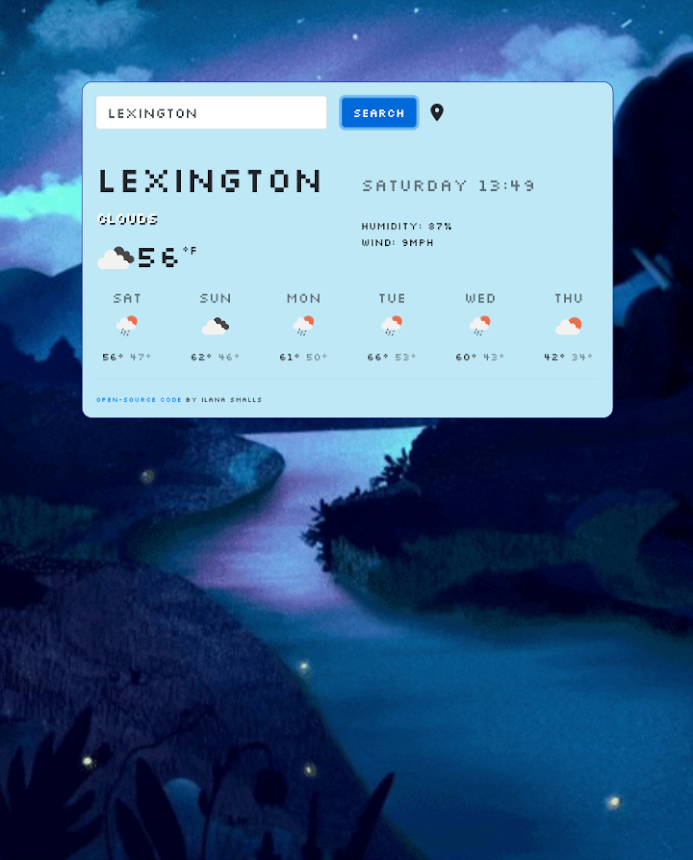 LEXINGTON
SEARCH
LEXINGTON
SATURDAY 13:49
CLOUDS
HUMIDITY: 87%
WIND: 9MPH
56°F
SAT SUN MON TUE WED THU
56° 47° 62° 46° 61° 50° 66° 53° 60° 43° 42° 34°
OPEN-SOURCE CODE BY ILANA SMALLS